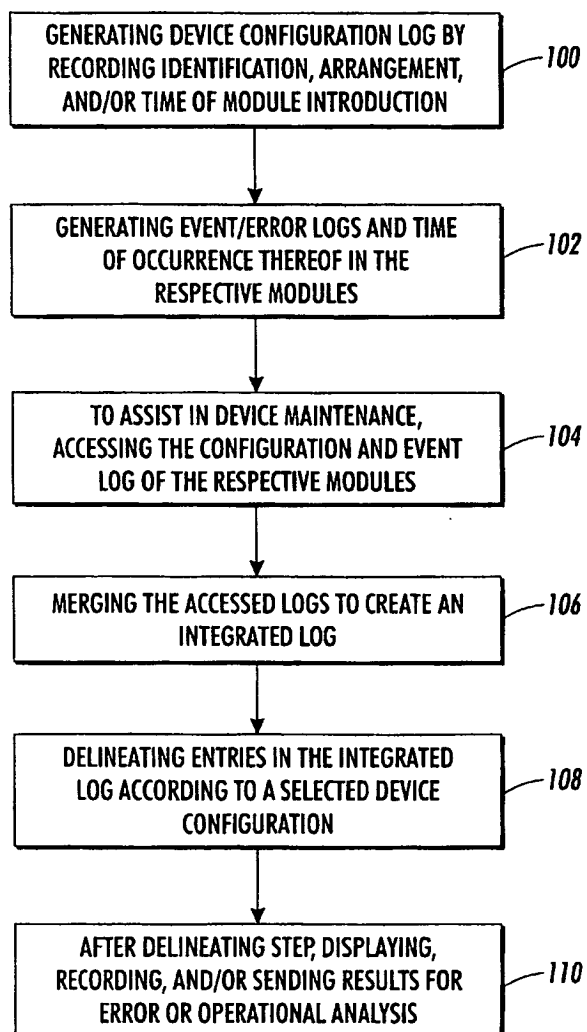 GENERATING DEVICE CONFIGURATION LOG BY
RECORDING IDENTIFICATION, ARRANGEMENT,
AND/OR TIME OF MODULE INTRODUCTION
100
GENERATING EVENT/ERROR LOGS AND TIME
OF OCCURRENCE THEREOF IN THE
RESPECTIVE MODULES
102
TO ASSIST IN DEVICE MAINTENANCE,
ACCESSING THE CONFIGURATION AND EVENT
LOG OF THE RESPECTIVE MODULES
104
MERGING THE ACCESSED LOGS TO CREATE AN
INTEGRATED LOG
106
DELINEATING ENTRIES IN THE INTEGRATED
LOG ACCORDING TO A SELECTED DEVICE
CONFIGURATION
108
AFTER DELINEATING STEP, DISPLAYING,
RECORDING, AND/OR SENDING RESULTS FOR
ERROR OR OPERATIONAL ANALYSIS
110